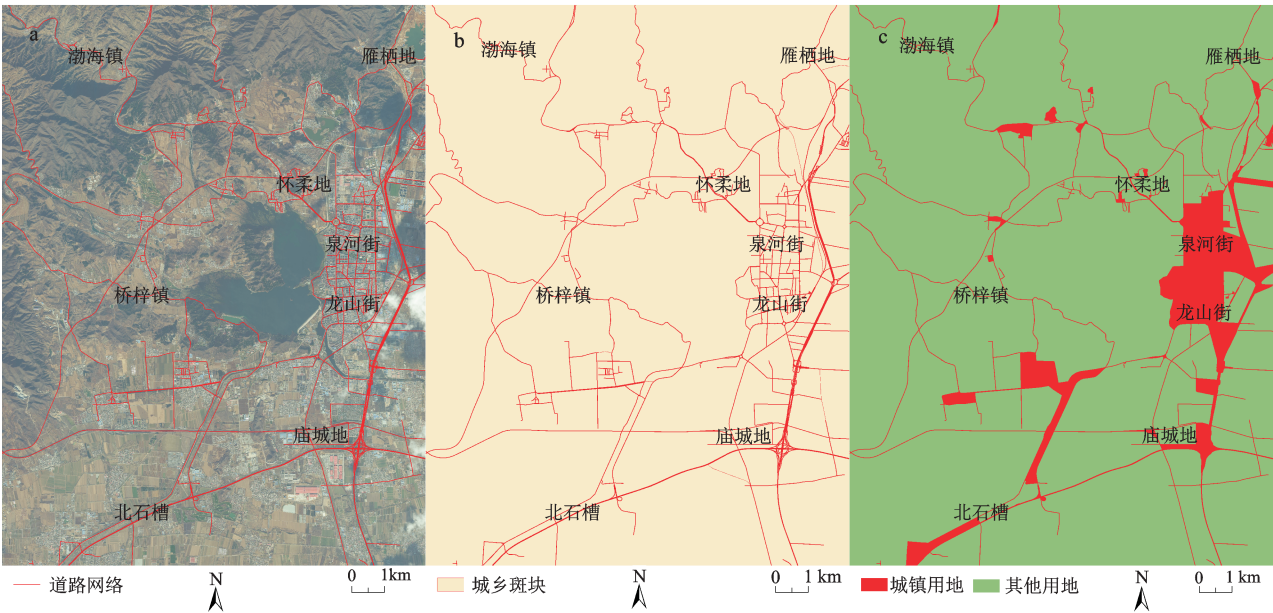 a
渤海镇
雁栖地
怀柔地
泉河街
桥梓镇
龙山街
庙城地
北石槽
道路网络
N
0 1km
b
渤海镇
雁栖地
怀柔地
泉河街
桥梓镇
龙山街
庙城地
北石槽
城乡斑块
N
0 1 km
c
渤海镇
雁栖地
怀柔地
泉河街
桥梓镇
龙山街
庙城地
北石槽
城镇用地
其他用地
N
0 1 km